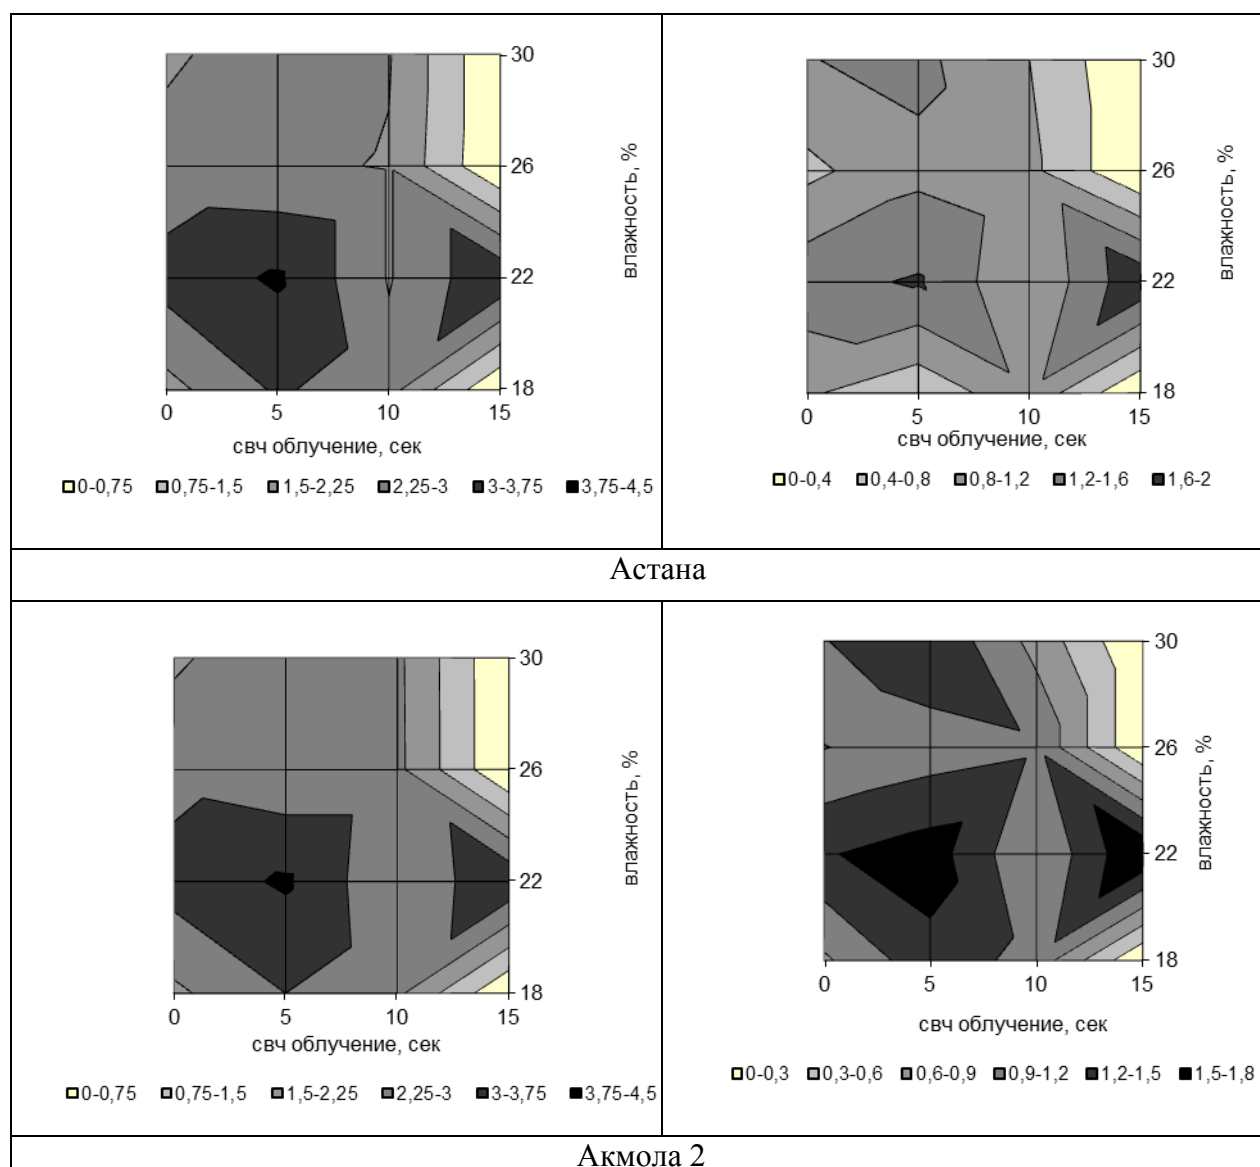 30
26
22
18
влажность, %
0 5 10 15
свч облучение, сек
0-0,75 0,75-1,5 1,5-2,25 2,25-3 3-3,75 3,75-4,5
30
26
22
18
влажность, %
0 5 10 15
свч облучение, сек
0-0,4 0,4-0,8 0,8-1,2 1,2-1,6 1,6-2
Астана
30
26
22
18
влажность, %
0 5 10 15
свч облучение, сек
0-0,75 0,75-1,5 1,5-2,25 2,25-3 3-3,75 3,75-4,5
30
26
22
18
влажность, %
0 5 10 15
свч облучение, сек
0-0,3 0,3-0,6 0,6-0,9 0,9-1,2 1,2-1,5 1,5-1,8
Акмола 2